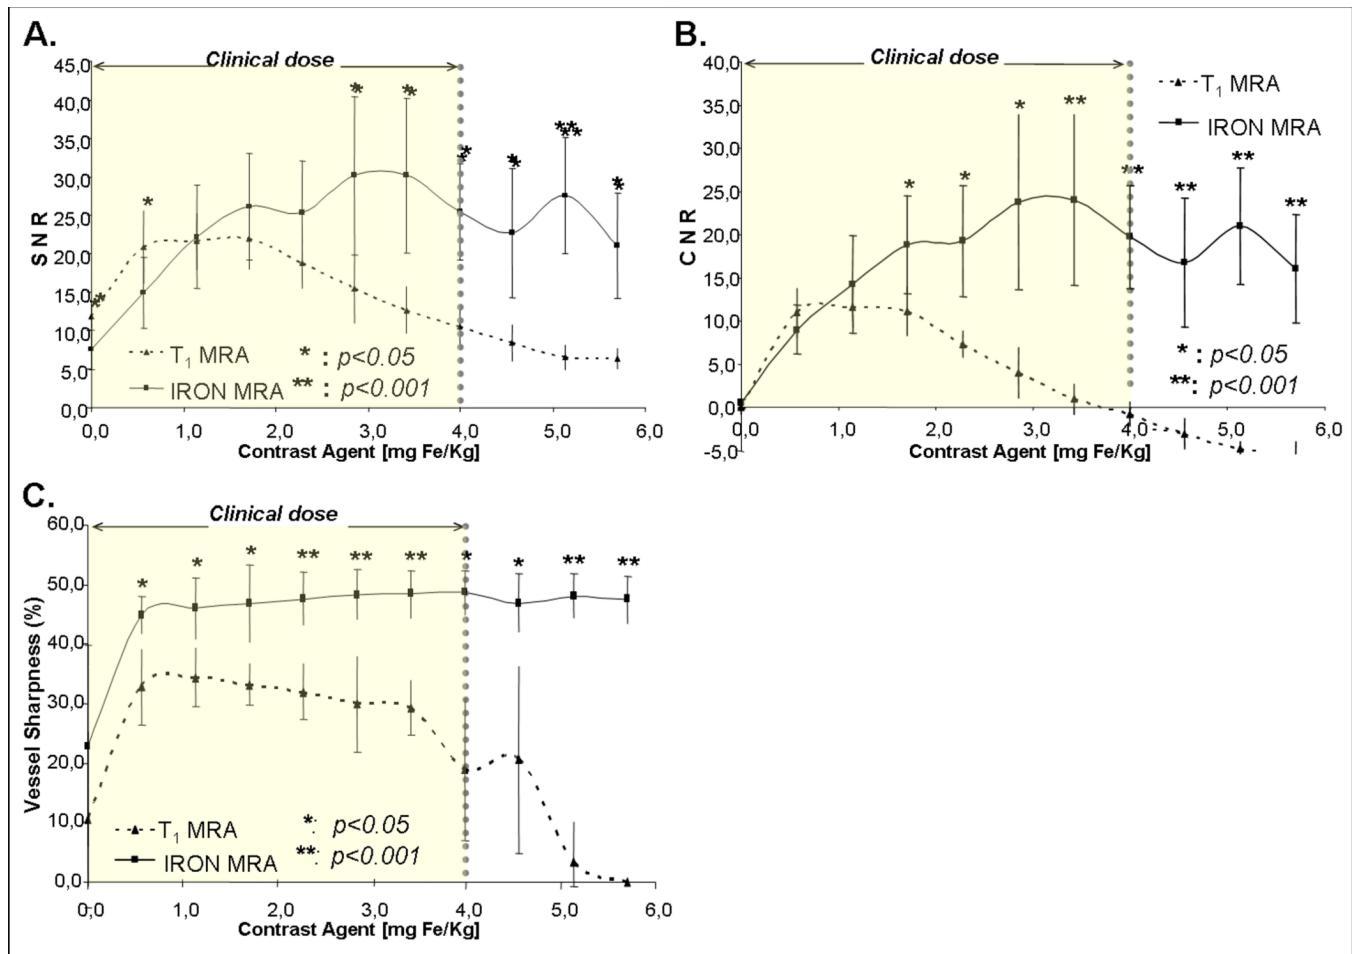 A.
Clinical dose
45,0
40,0
35,0
30,0
25,0
20,0
15,0
10,0
5,0
0,0
SNR
* ** ** ** ** ** **** **
T1 MRA
IRON MRA
* : p<0.05
** : p<0.001
0,0 1,0 2,0 3,0 4,0 5,0 6,0
Contrast Agent [mg Fe/Kg]
B.
Clinical dose
40,0
35,0
30,0
25,0
20,0
15,0
10,0
5,0
0,0
-5,0
CNR
* * * ** ** ** ** **
T1 MRA
IRON MRA
* : p<0.05
**: p<0.001
0,0 1,0 2,0 3,0 4,0 5,0 6,0
Contrast Agent [mg Fe/Kg]
C.
Clinical dose
60,0
50,0
40,0
30,0
20,0
10,0
0,0
Vessel Sharpness (%)
* * * ** ** ** * * ** **
T1 MRA
IRON MRA
*: p<0.05
**: p<0.001
0,0 1,0 2,0 3,0 4,0 5,0 6,0
Contrast Agent [mg Fe/Kg]